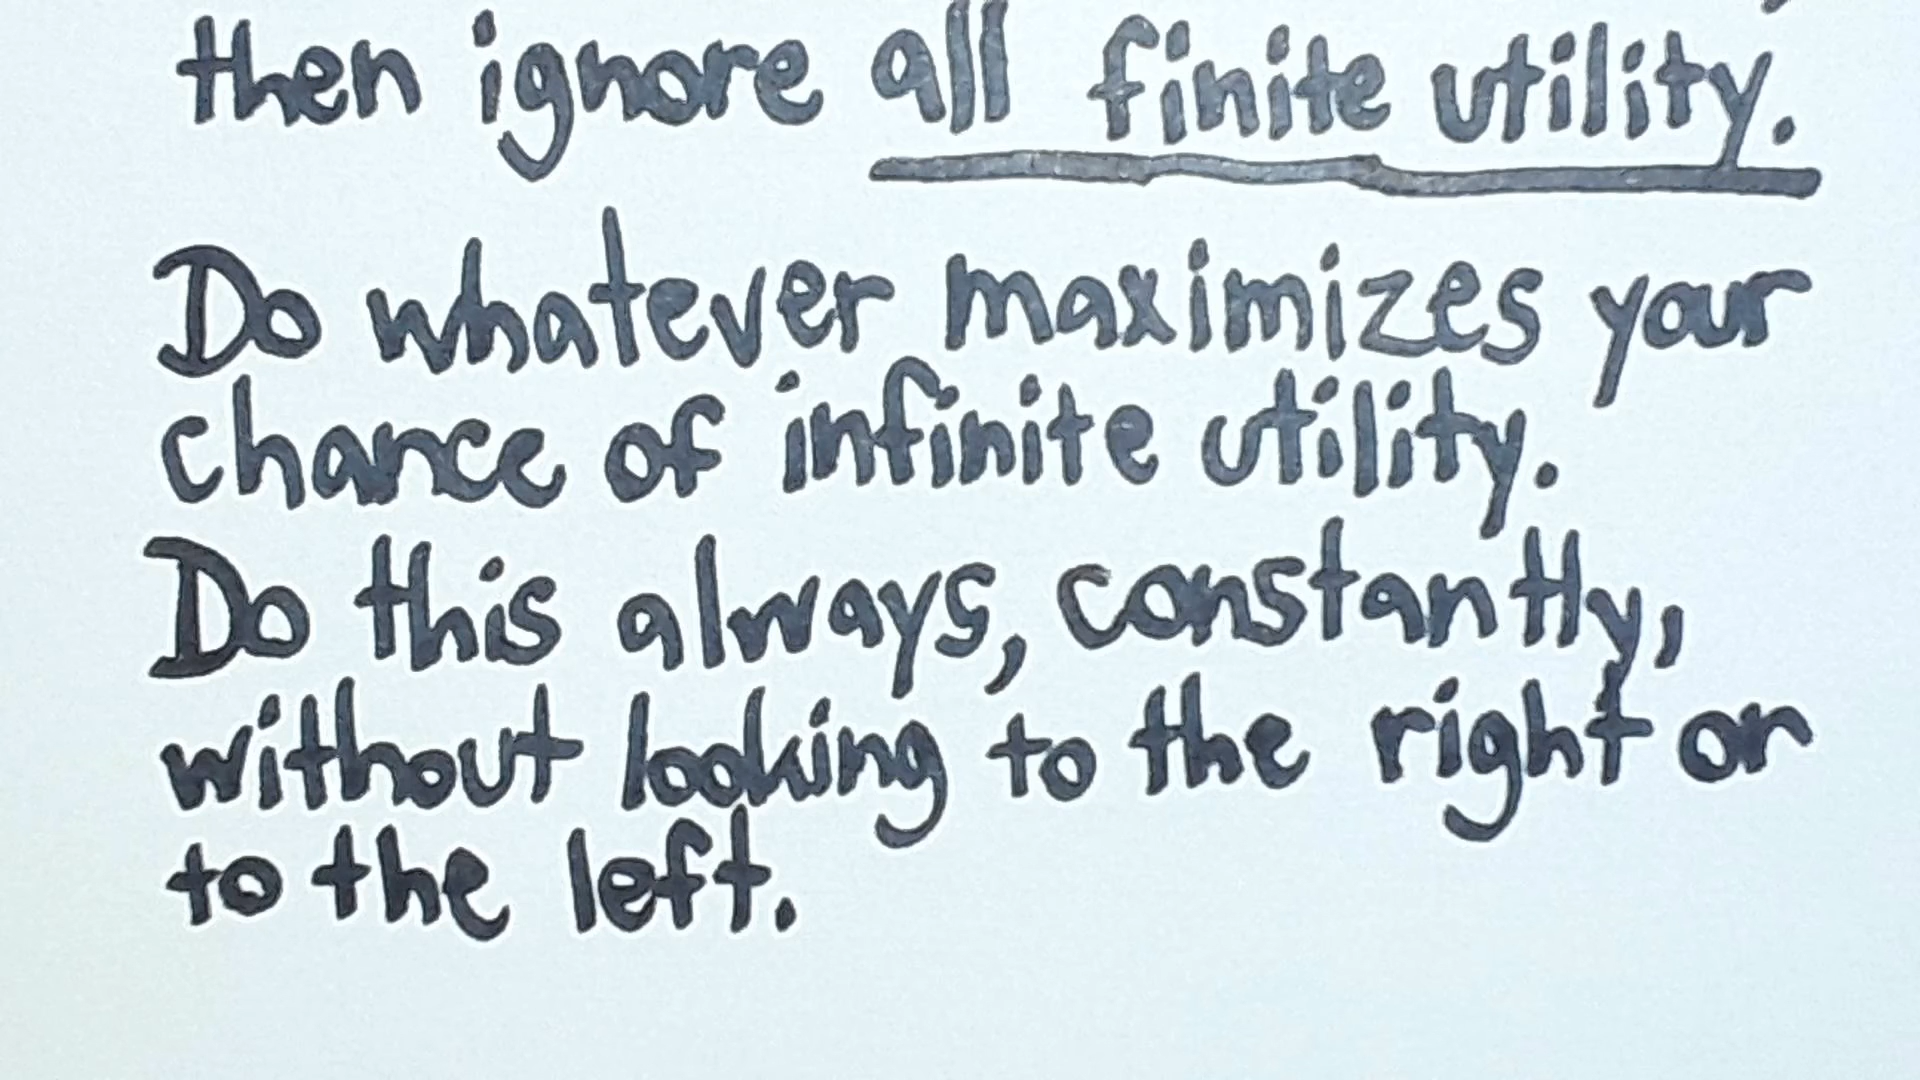 then ignore all finite utility.
Do whatever maximizes your
chance of infinite utility.
Do this always, constantly,
without looking to the right or
to the left.